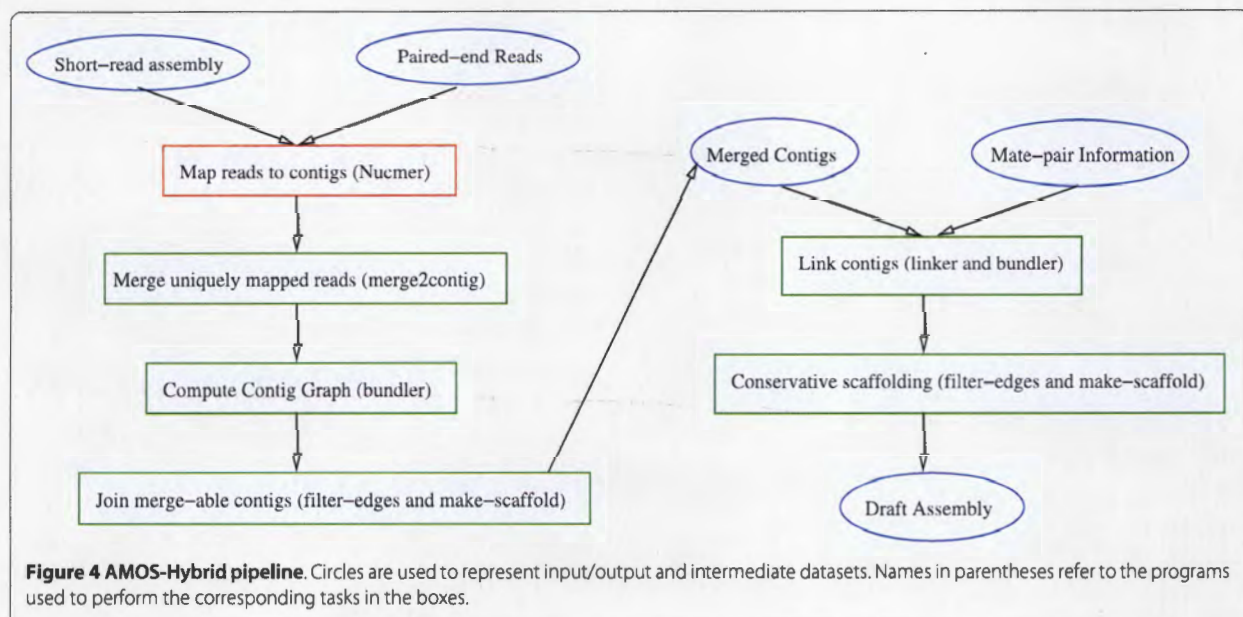 Short-read assembly
Paired-end Reads
Map reads to contigs (Nucmer)
Merge uniquely mapped reads (merge2contig)
Compute Contig Graph (bundler)
Join merge-able contigs (filter-edges and make-scaffold)
Merged Contigs
Mate-pair Information
Link contigs (linker and bundler)
Conservative scaffolding (filter-edges and make-scaffold)
Draft Assembly
Figure 4 AMOS-Hybrid pipeline. Circles are used to represent input/output and intermediate datasets. Names in parentheses refer to the programs
used to perform the corresponding tasks in the boxes.